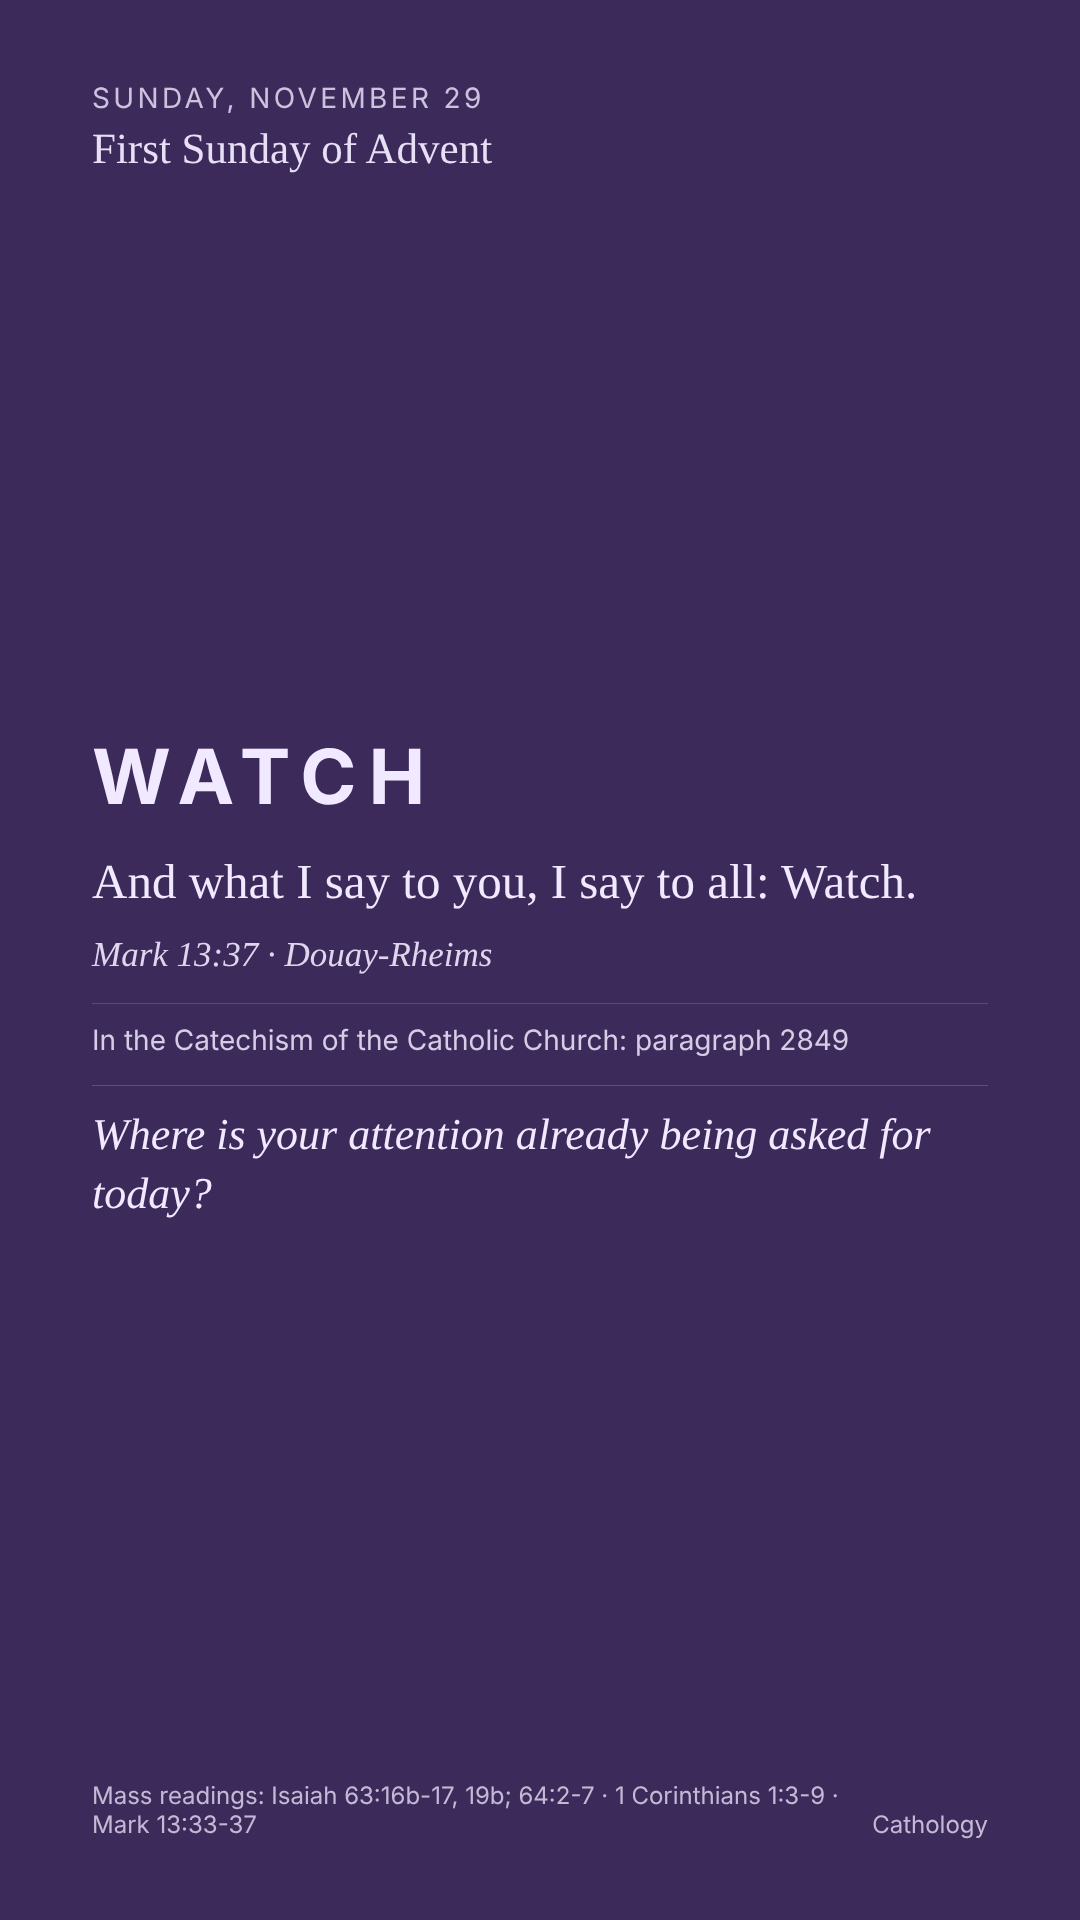 SUNDAY, NOVEMBER 29
First Sunday of Advent
WATCH
And what I say to you, I say to all: Watch.
Mark 13:37 · Douay-Rheims
In the Catechism of the Catholic Church: paragraph 2849
Where is your attention already being asked for
today?
Mass readings: Isaiah 63:16b-17, 19b; 64:2-7 · 1 Corinthians 1:3-9 ·
Mark 13:33-37
Cathology